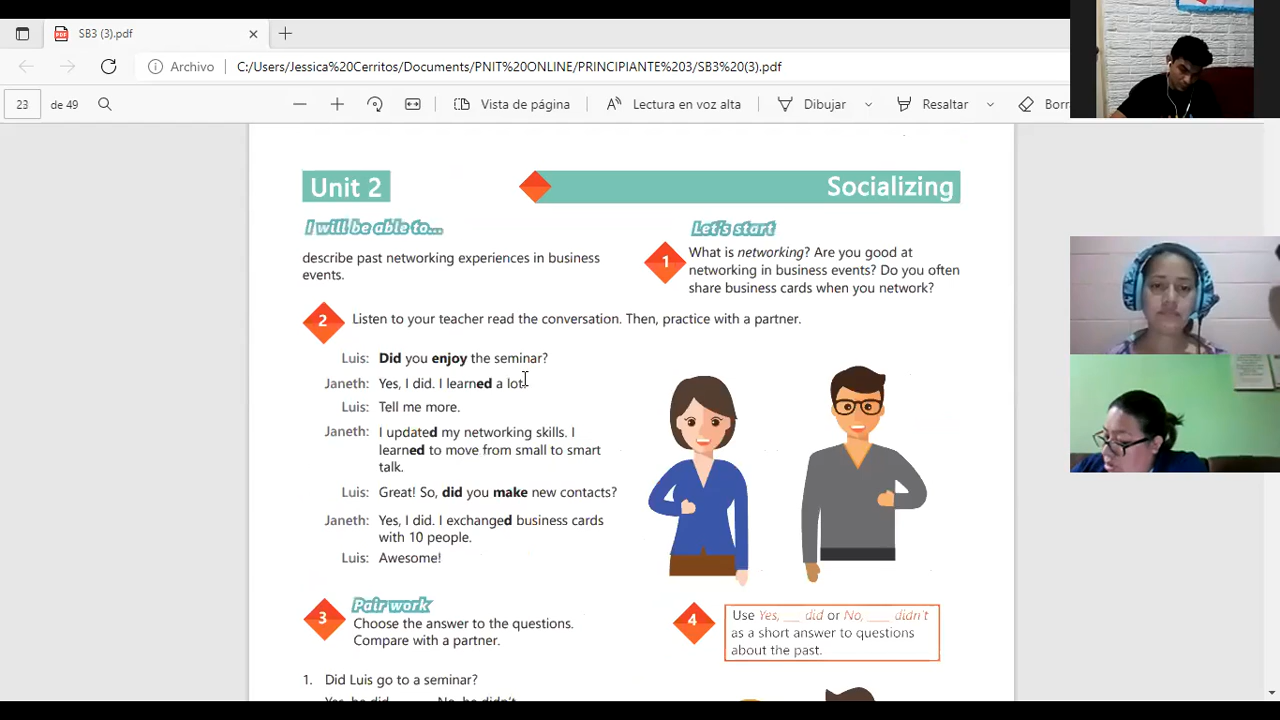 SB3 (3).pdf
Archivo
C:/Users/Jessica%20Cerritos/Documents/PNIT%20ONLINE/PRINCIPIANTE%203/SB3%20(3).pdf
23
de 49
Vista de página
Lectura en voz alta
Dibujar
Resaltar
Borr
Unit 2
Socializing
I will be able to...
describe past networking experiences in business
events.
Let's start
1
What is networking? Are you good at
networking in business events? Do you often
share business cards when you network?
2
Listen to your teacher read the conversation. Then, practice with a partner.
Luis: Did you enjoy the seminar?
Janeth: Yes, I did. I learned a lot.
Luis: Tell me more.
Janeth: I updated my networking skills. I
learned to move from small to smart
talk.
Luis: Great! So, did you make new contacts?
Janeth: Yes, I did. I exchanged business cards
with 10 people.
Luis: Awesome!
3
Pair work
Choose the answer to the questions.
Compare with a partner.
4
Use Yes, __ did or No, ___ didn't
as a short answer to questions
about the past.
1. Did Luis go to a seminar?
Yes, he did. No, he didn't